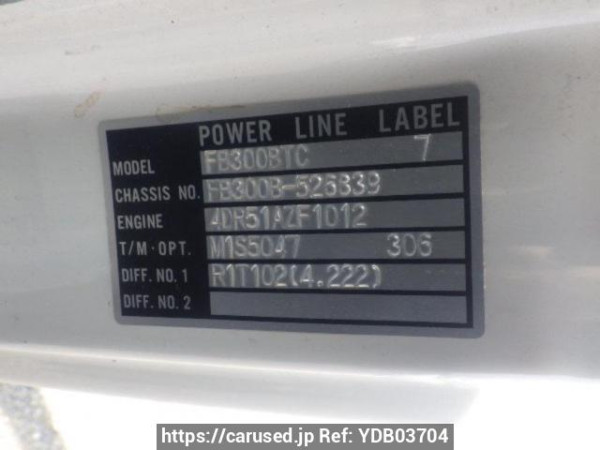 POWER LINE LABEL
MODEL FB300BTC 7
CHASSIS NO. FB300B-526339
ENGINE 4DR51AZF1012
T/M·OPT. M1S5047 306
DIFF. NO. 1 R1T102(4.222)
DIFF. NO. 2
https://carused.jp Ref: YDB03704